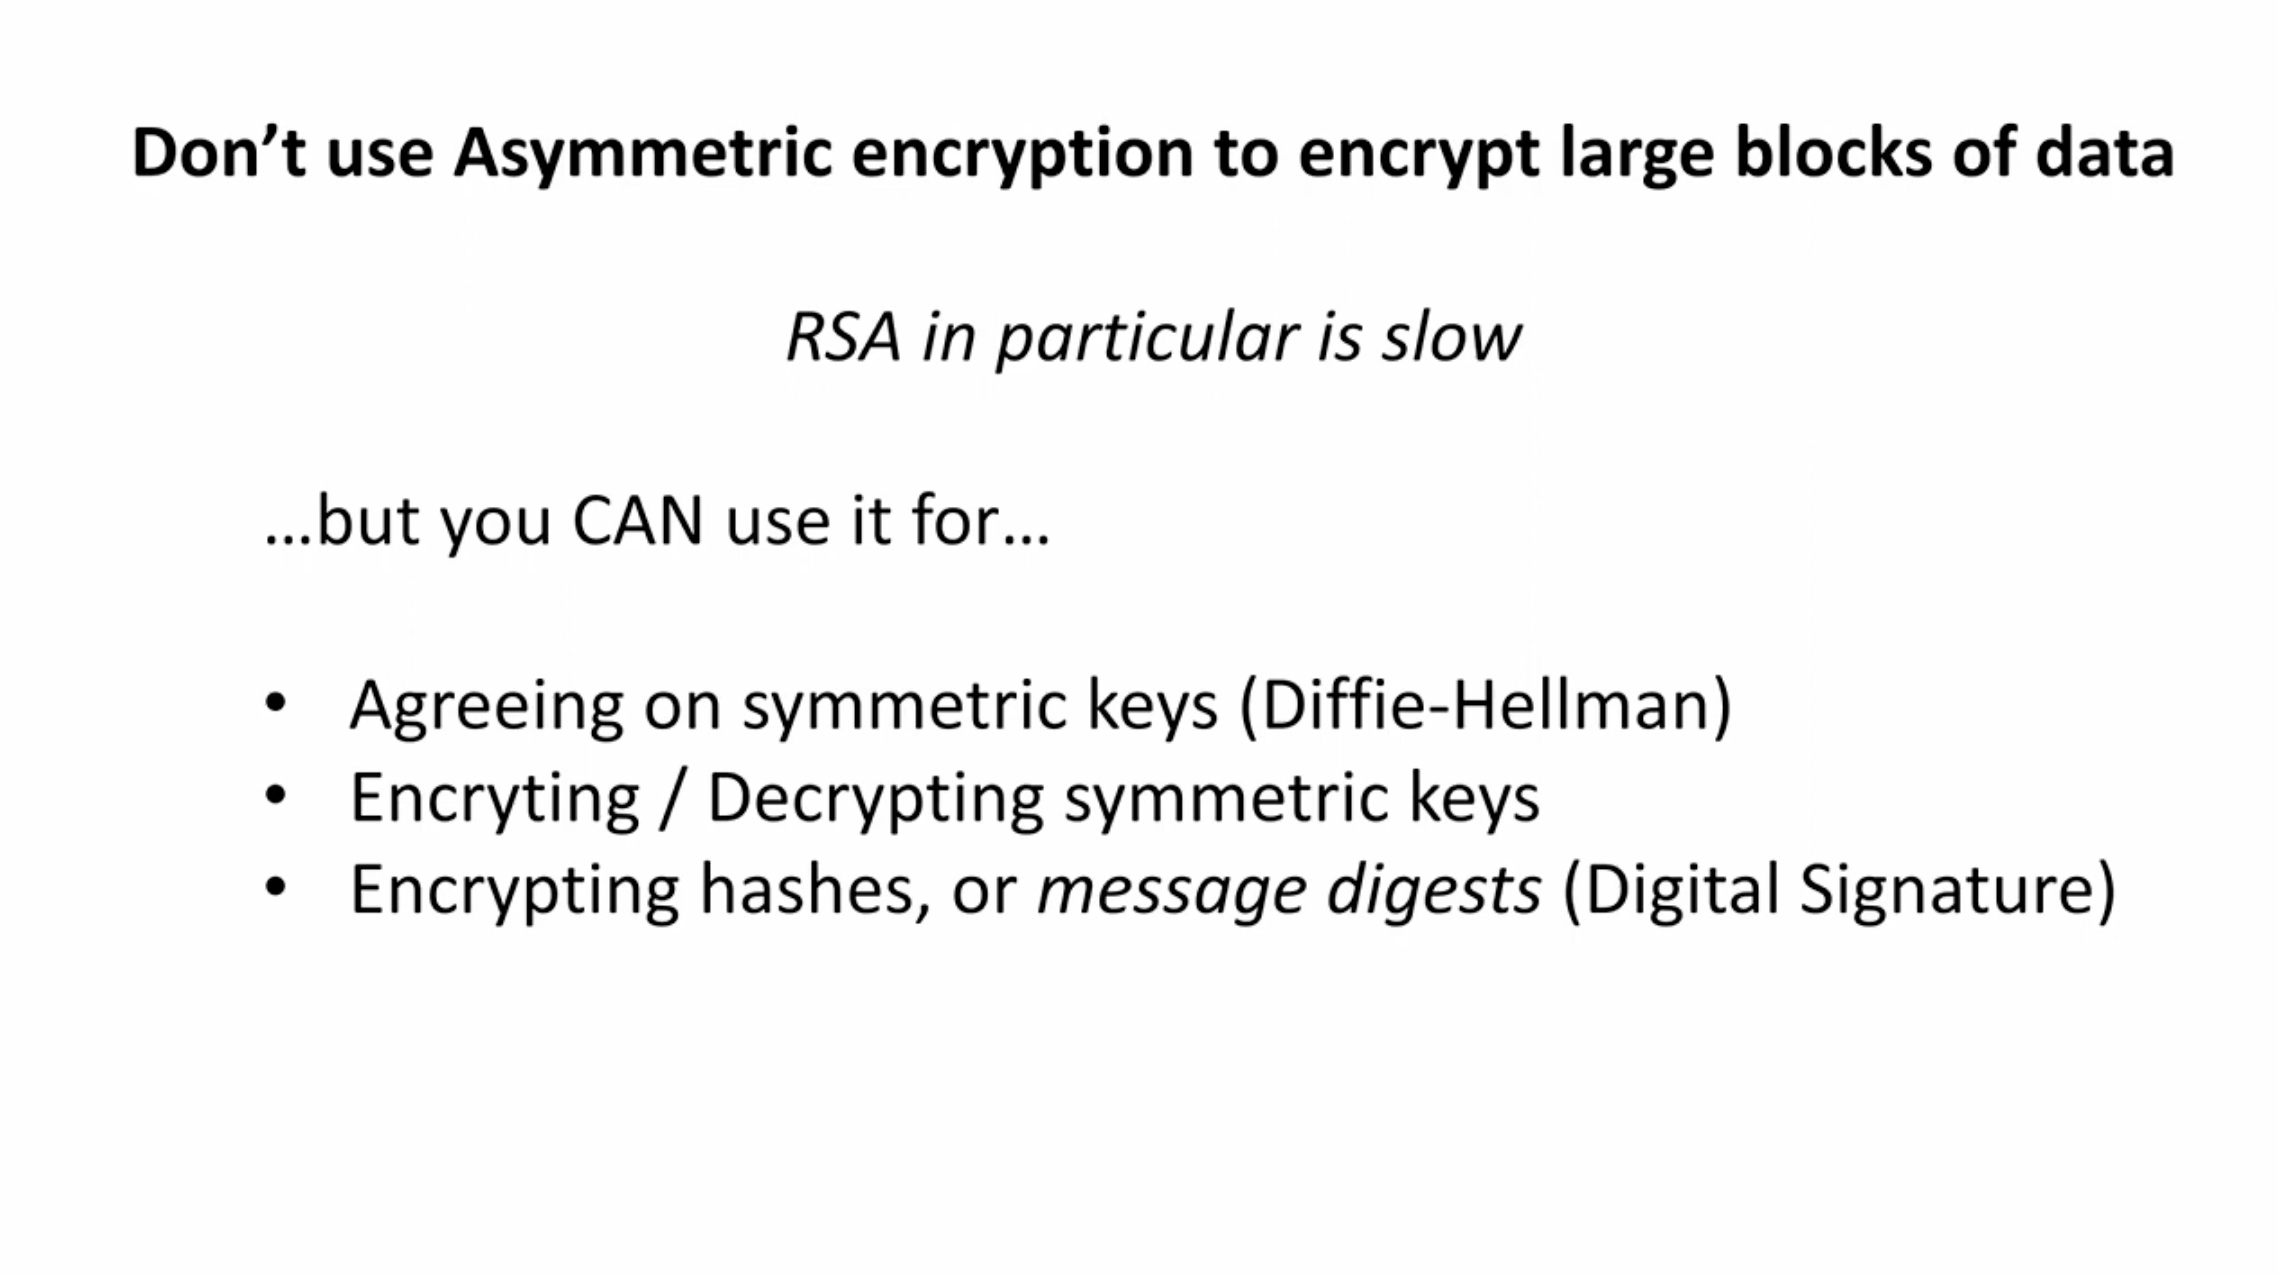 Don’t use Asymmetric encryption to encrypt large blocks of data
RSA in particular is slow
…but you CAN use it for…
• Agreeing on symmetric keys (Diffie-Hellman)
• Encryting / Decrypting symmetric keys
• Encrypting hashes, or message digests (Digital Signature)